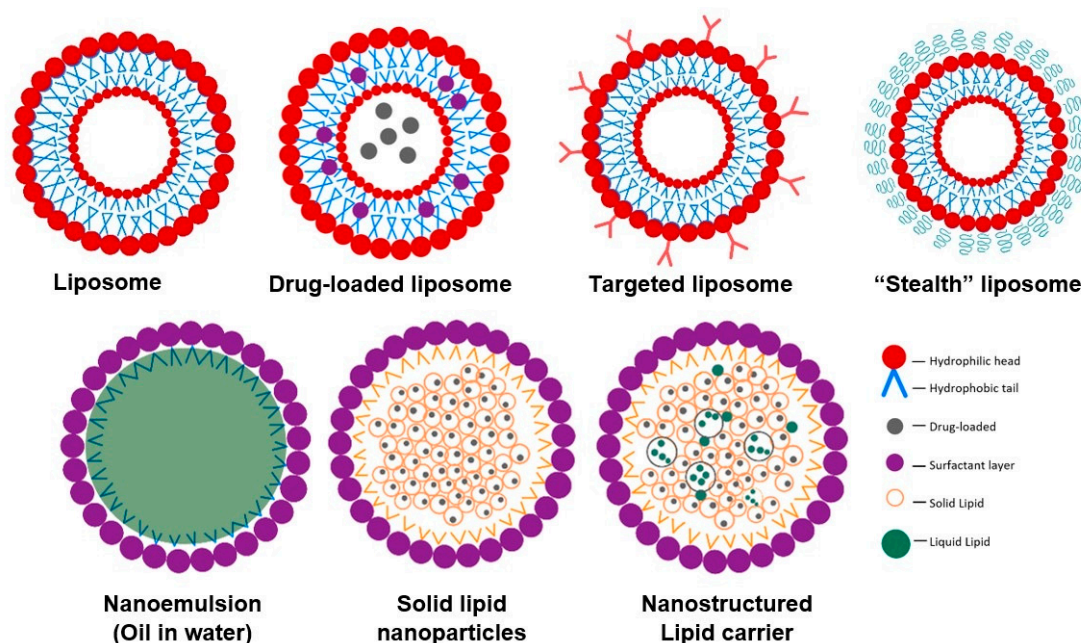 Liposome
Drug-loaded liposome
Targeted liposome
“Stealth” liposome
Hydrophilic head
Hydrophobic tail
Drug-loaded
Surfactant layer
Solid Lipid
Liquid Lipid
Nanoemulsion
(Oil in water)
Solid lipid
nanoparticles
Nanostructured
Lipid carrier